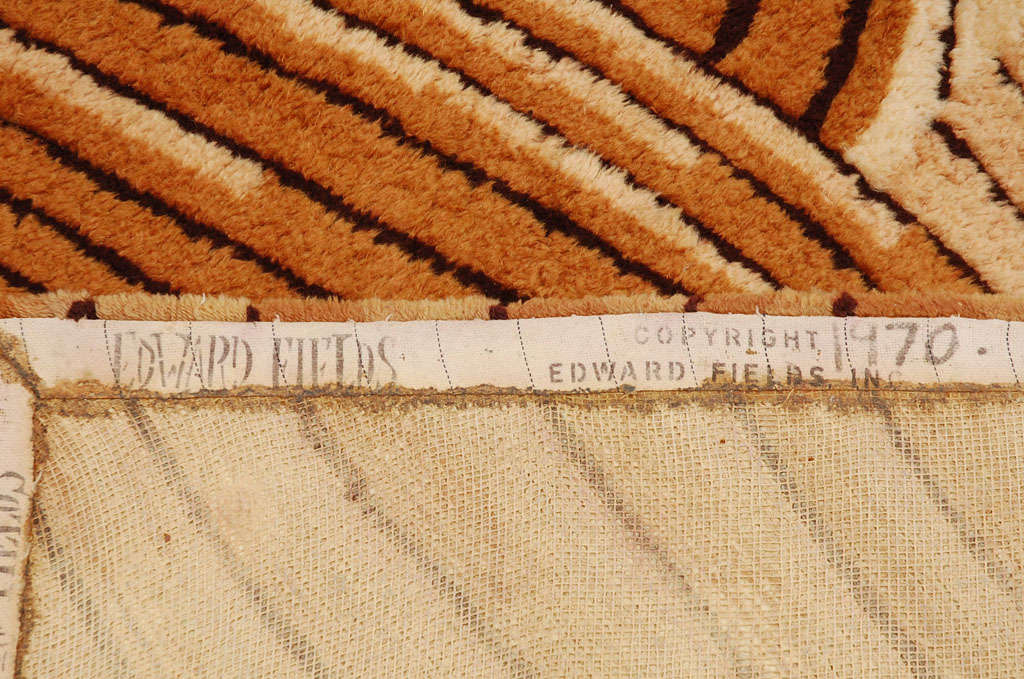 EDWARD FIELDS
COPYRIGHT 1970.
EDWARD FIELDS, INC